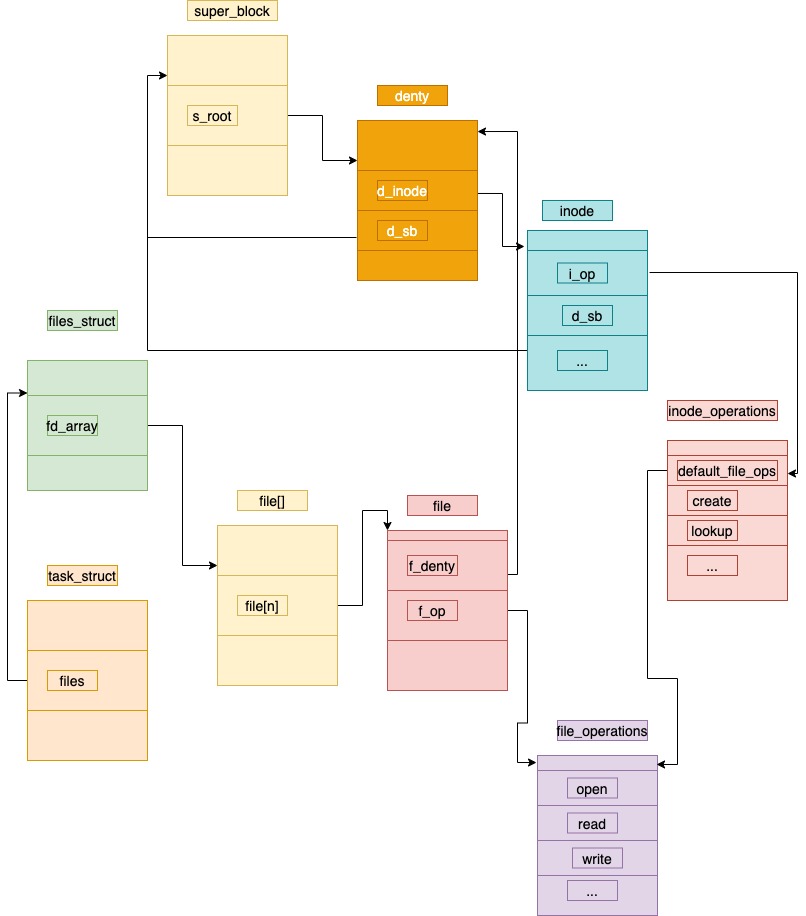 super_block
s_root
denty
d_inode
d_sb
inode
i_op
d_sb
...
files_struct
fd_array
inode_operations
default_file_ops
create
lookup
...
file[]
file[n]
file
f_denty
f_op
task_struct
files
file_operations
open
read
write
...